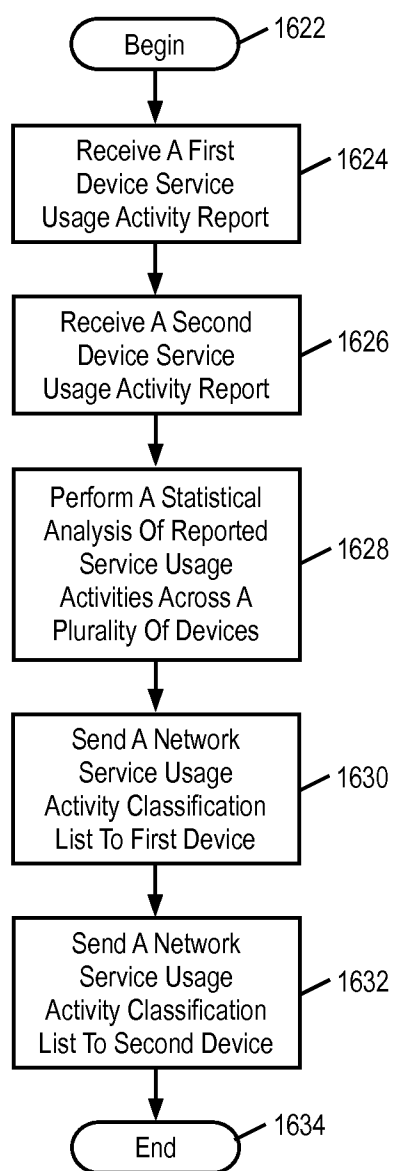 Begin
1622
Receive A First
Device Service
Usage Activity Report
1624
Receive A Second
Device Service
Usage Activity Report
1626
Perform A Statistical
Analysis Of Reported
Service Usage
Activities Across A
Plurality Of Devices
1628
Send A Network
Service Usage
Activity Classification
List To First Device
1630
Send A Network
Service Usage
Activity Classification
List To Second Device
1632
End
1634